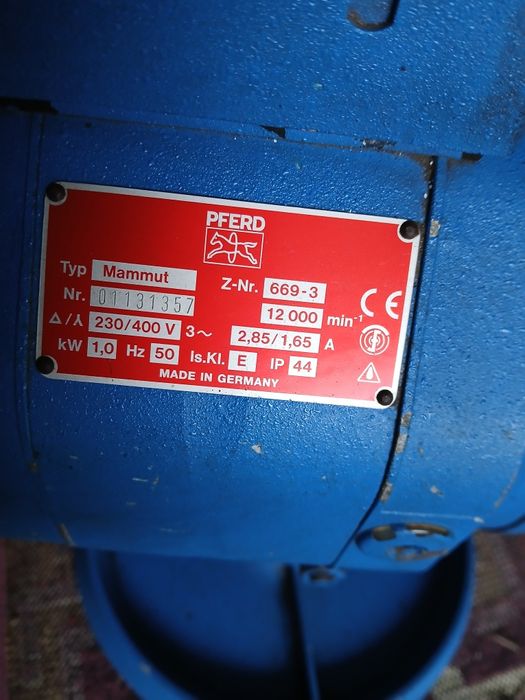 PFERD
Typ Mammut Z-Nr. 669-3
Nr. 01131357 12 000 min-1
Δ/⅄ 230/400 V 3~ 2,85/1,65 A
kW 1,0 Hz 50 Is.Kl. E IP 44
MADE IN GERMANY
CE